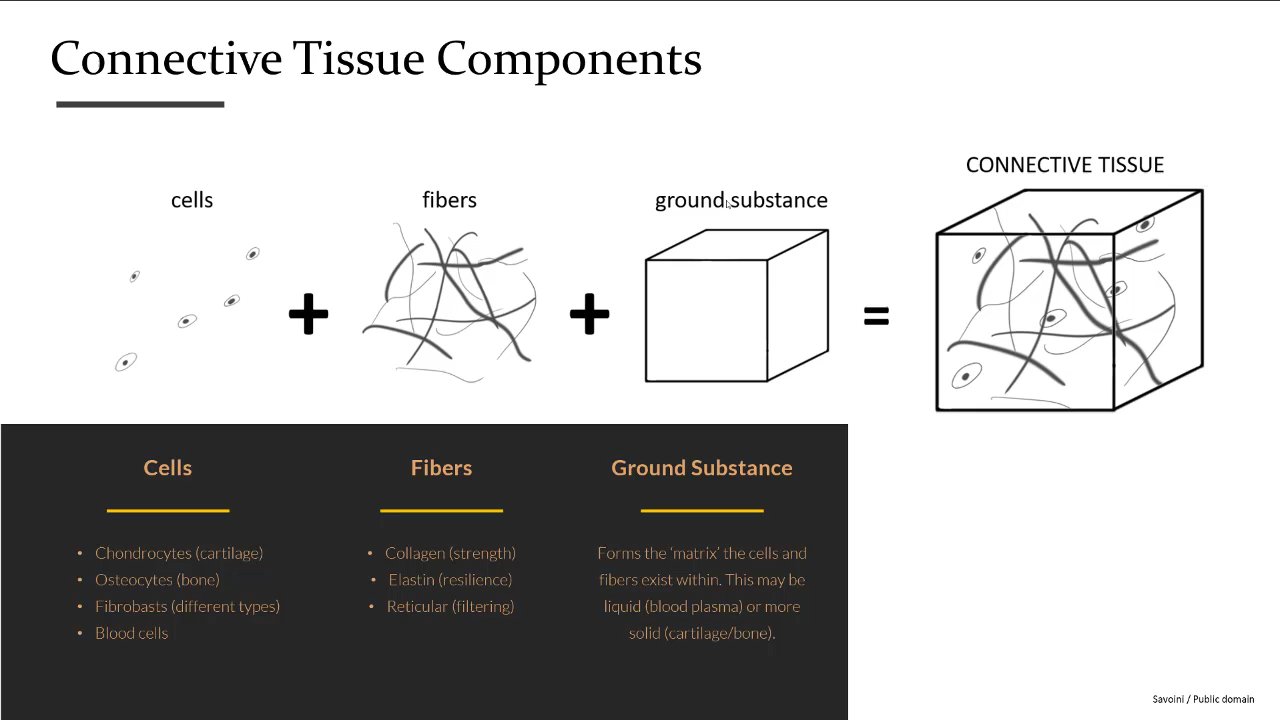 Connective Tissue Components
cells
fibers
ground substance
CONNECTIVE TISSUE
+
+
=
Cells
• Chondrocytes (cartilage)
• Osteocytes (bone)
• Fibrobasts (different types)
• Blood cells
Fibers
• Collagen (strength)
• Elastin (resilience)
• Reticular (filtering)
Ground Substance
Forms the ‘matrix’ the cells and
fibers exist within. This may be
liquid (blood plasma) or more
solid (cartilage/bone).
Savoini / Public domain